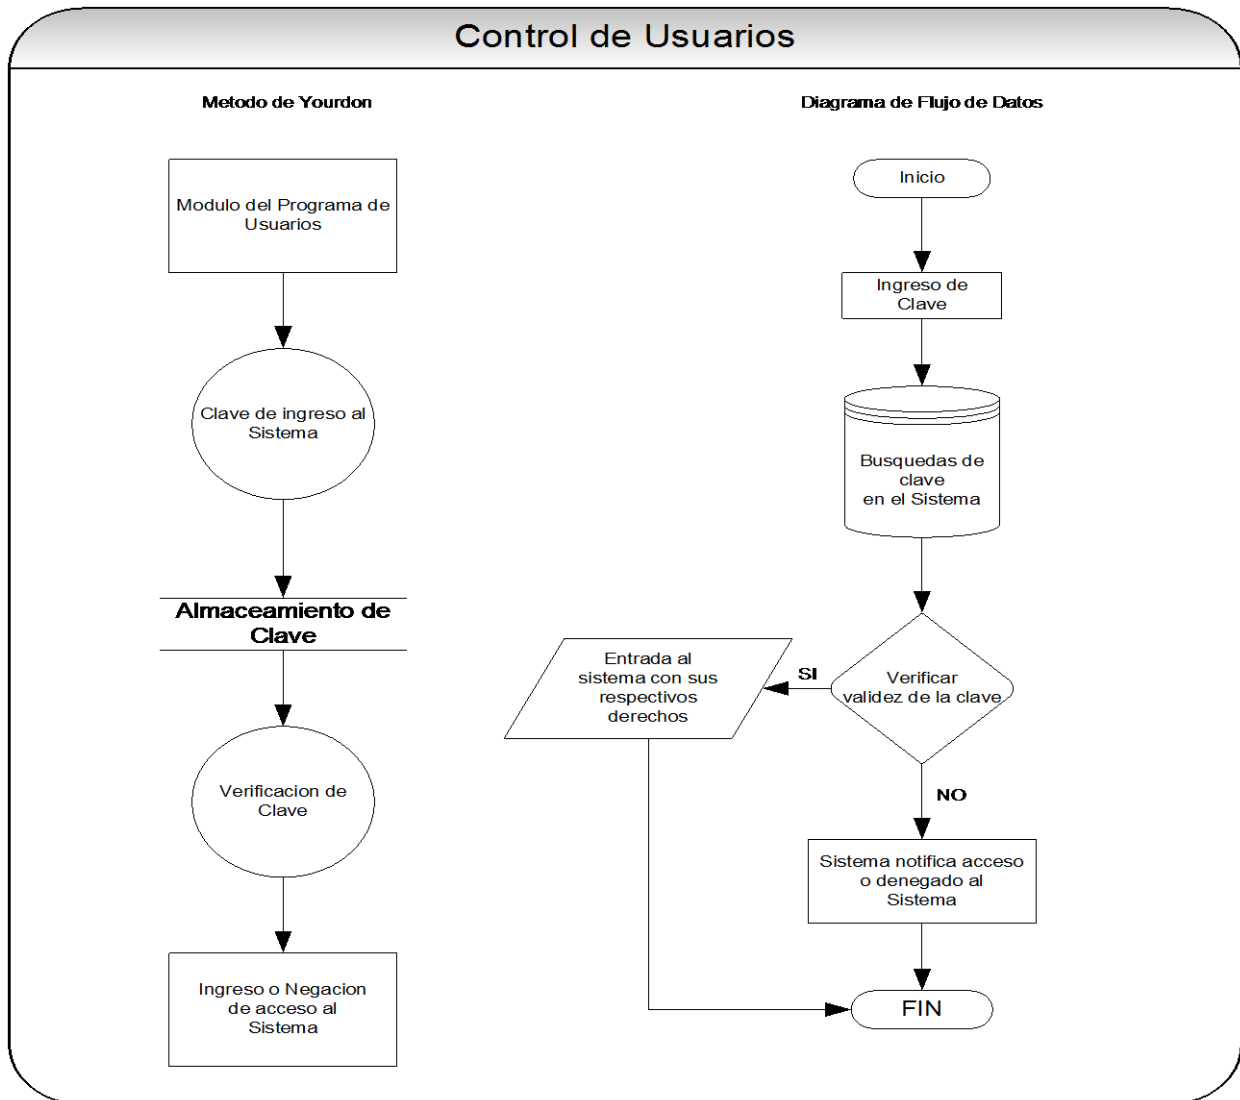 Control de Usuarios
Metodo de Yourdon
Modulo del Programa de
Usuarios
Clave de ingreso al
Sistema
Almaceamiento de
Clave
Verificacion de
Clave
Ingreso o Negacion
de acceso al
Sistema
Diagrama de Flujo de Datos
Inicio
Ingreso de
Clave
Busquedas de
clave
en el Sistema
Verificar
validez de la clave
SI
Entrada al
sistema con sus
respectivos
derechos
NO
Sistema notifica acceso
o denegado al
Sistema
FIN